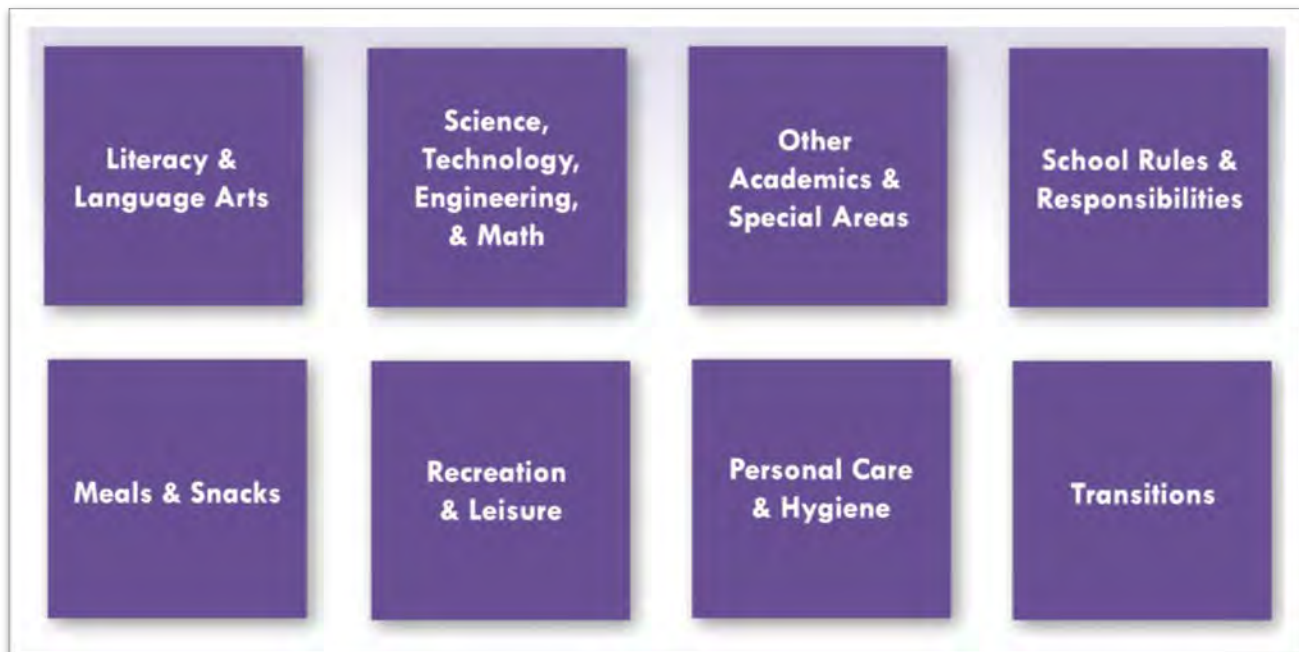 Literacy &
Language Arts
Science,
Technology,
Engineering,
& Math
Other
Academics &
Special Areas
School Rules &
Responsibilities
Meals & Snacks
Recreation
& Leisure
Personal Care
& Hygiene
Transitions